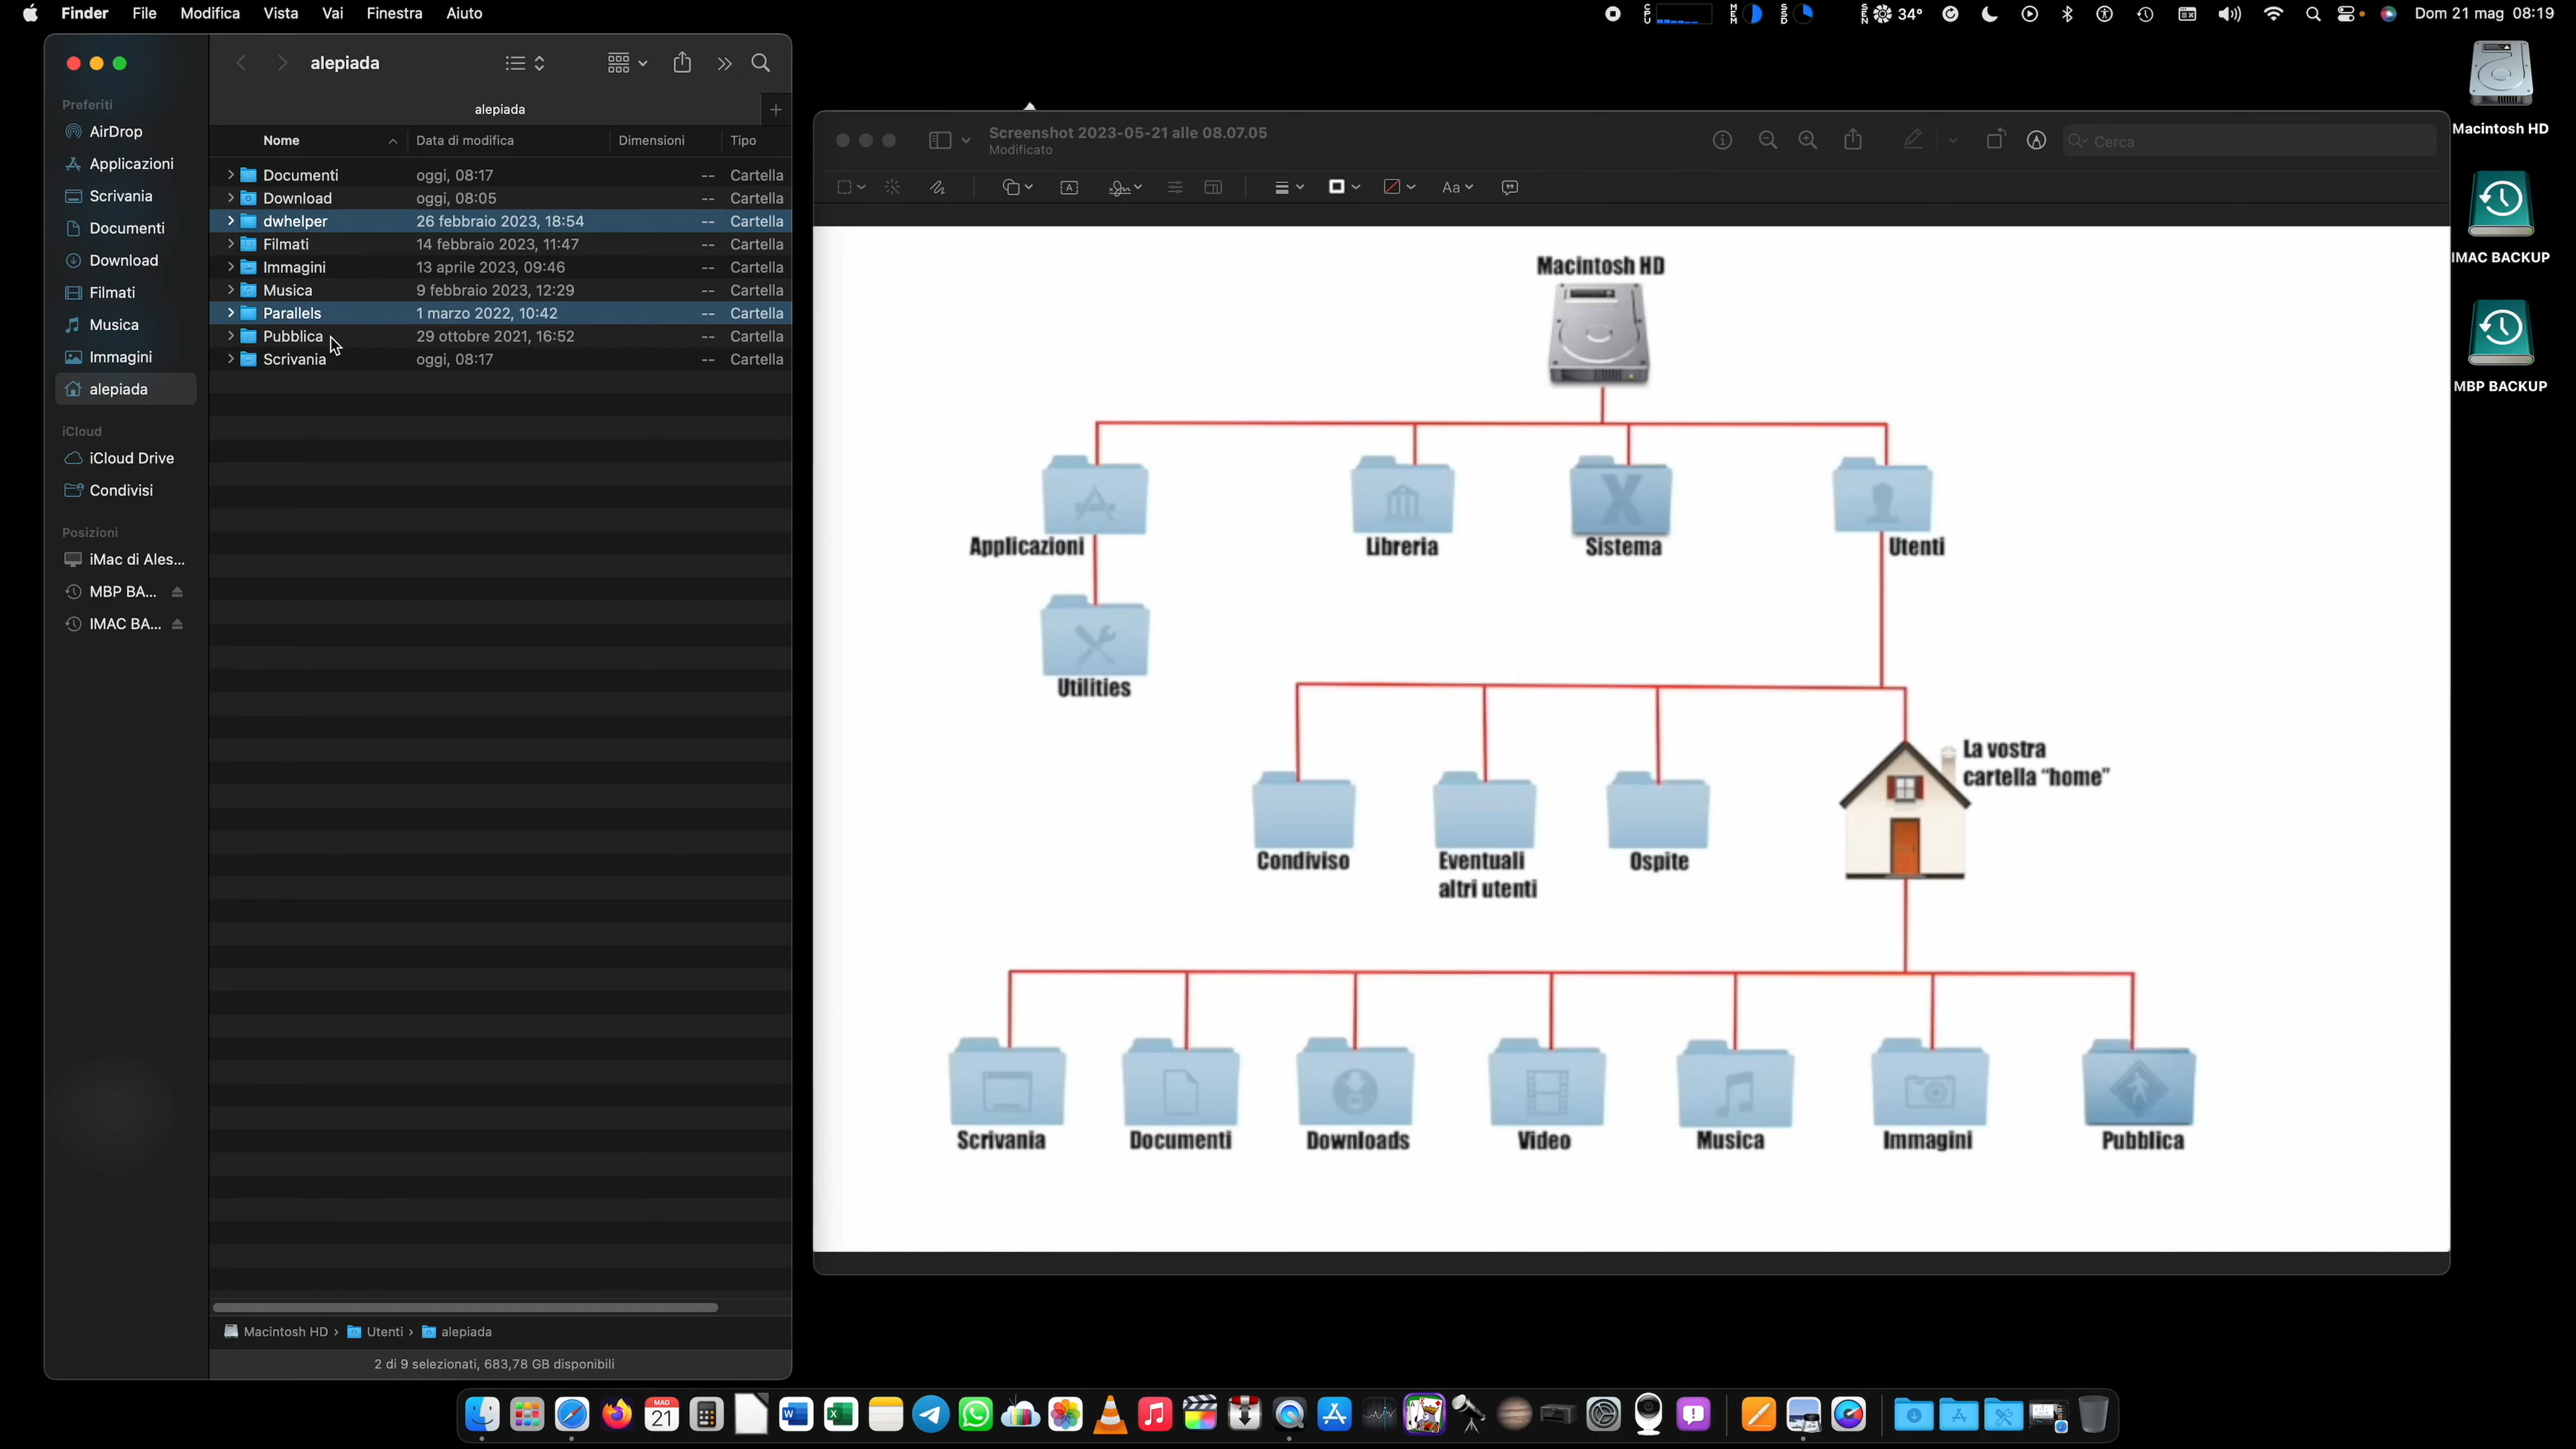 Finder File Modifica Vista Vai Finestra Aiuto
CPU MEM SSD SEN 34° Dom 21 mag 08:19
alepiada
alepiada
Preferiti
AirDrop
Applicazioni
Scrivania
Documenti
Download
Filmati
Musica
Immagini
alepiada
iCloud
iCloud Drive
Condivisi
Posizioni
iMac di Ales...
MBP BA...
IMAC BA...
Nome Data di modifica Dimensioni Tipo
Documenti oggi, 08:17 -- Cartella
Download oggi, 08:05 -- Cartella
dwhelper 26 febbraio 2023, 18:54 -- Cartella
Filmati 14 febbraio 2023, 11:47 -- Cartella
Immagini 13 aprile 2023, 09:46 -- Cartella
Musica 9 febbraio 2023, 12:29 -- Cartella
Parallels 1 marzo 2022, 10:42 -- Cartella
Pubblica 29 ottobre 2021, 16:52 -- Cartella
Scrivania oggi, 08:17 -- Cartella
Macintosh HD › Utenti › alepiada
2 di 9 selezionati, 683,78 GB disponibili
Screenshot 2023-05-21 alle 08.07.05
Modificato
Cerca
Aa
Macintosh HD
Applicazioni
Libreria
Sistema
Utenti
Utilities
La vostra
cartella “home”
Condiviso
Eventuali
altri utenti
Ospite
Scrivania
Documenti
Downloads
Video
Musica
Immagini
Pubblica
Macintosh HD
IMAC BACKUP
MBP BACKUP
MAG
21